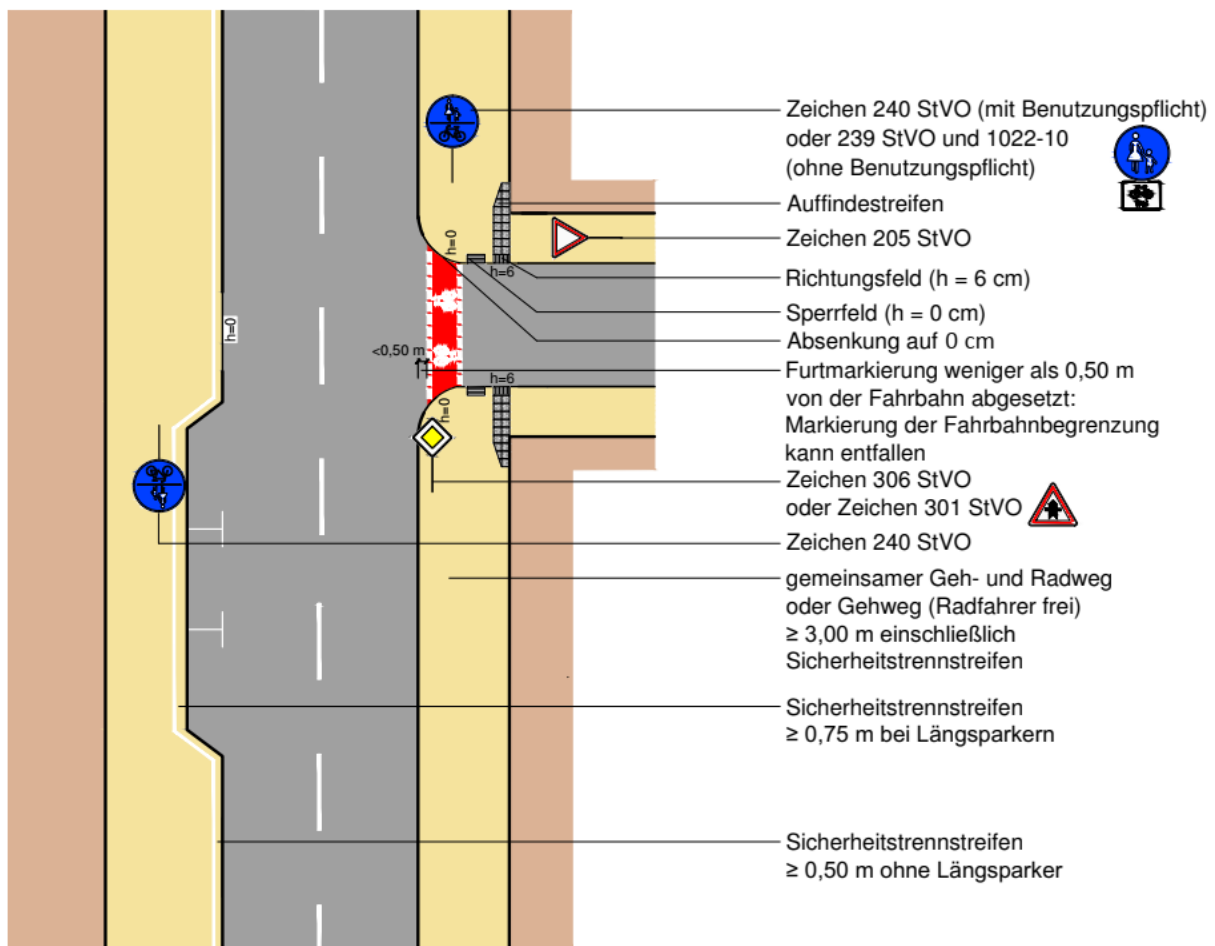 Zeichen 240 StVO (mit Benutzungspflicht)
oder 239 StVO und 1022-10
(ohne Benutzungspflicht)
Auffindestreifen
Zeichen 205 StVO
h=0
h=6
Richtungsfeld (h = 6 cm)
Sperrfeld (h = 0 cm)
h=0
Absenkung auf 0 cm
<0,50 m
Furtmarkierung weniger als 0,50 m
von der Fahrbahn abgesetzt:
Markierung der Fahrbahnbegrenzung
kann entfallen
h=6
h=0
Zeichen 306 StVO
oder Zeichen 301 StVO
Zeichen 240 StVO
gemeinsamer Geh- und Radweg
oder Gehweg (Radfahrer frei)
≥ 3,00 m einschließlich
Sicherheitstrennstreifen
Sicherheitstrennstreifen
≥ 0,75 m bei Längsparkern
Sicherheitstrennstreifen
≥ 0,50 m ohne Längsparker